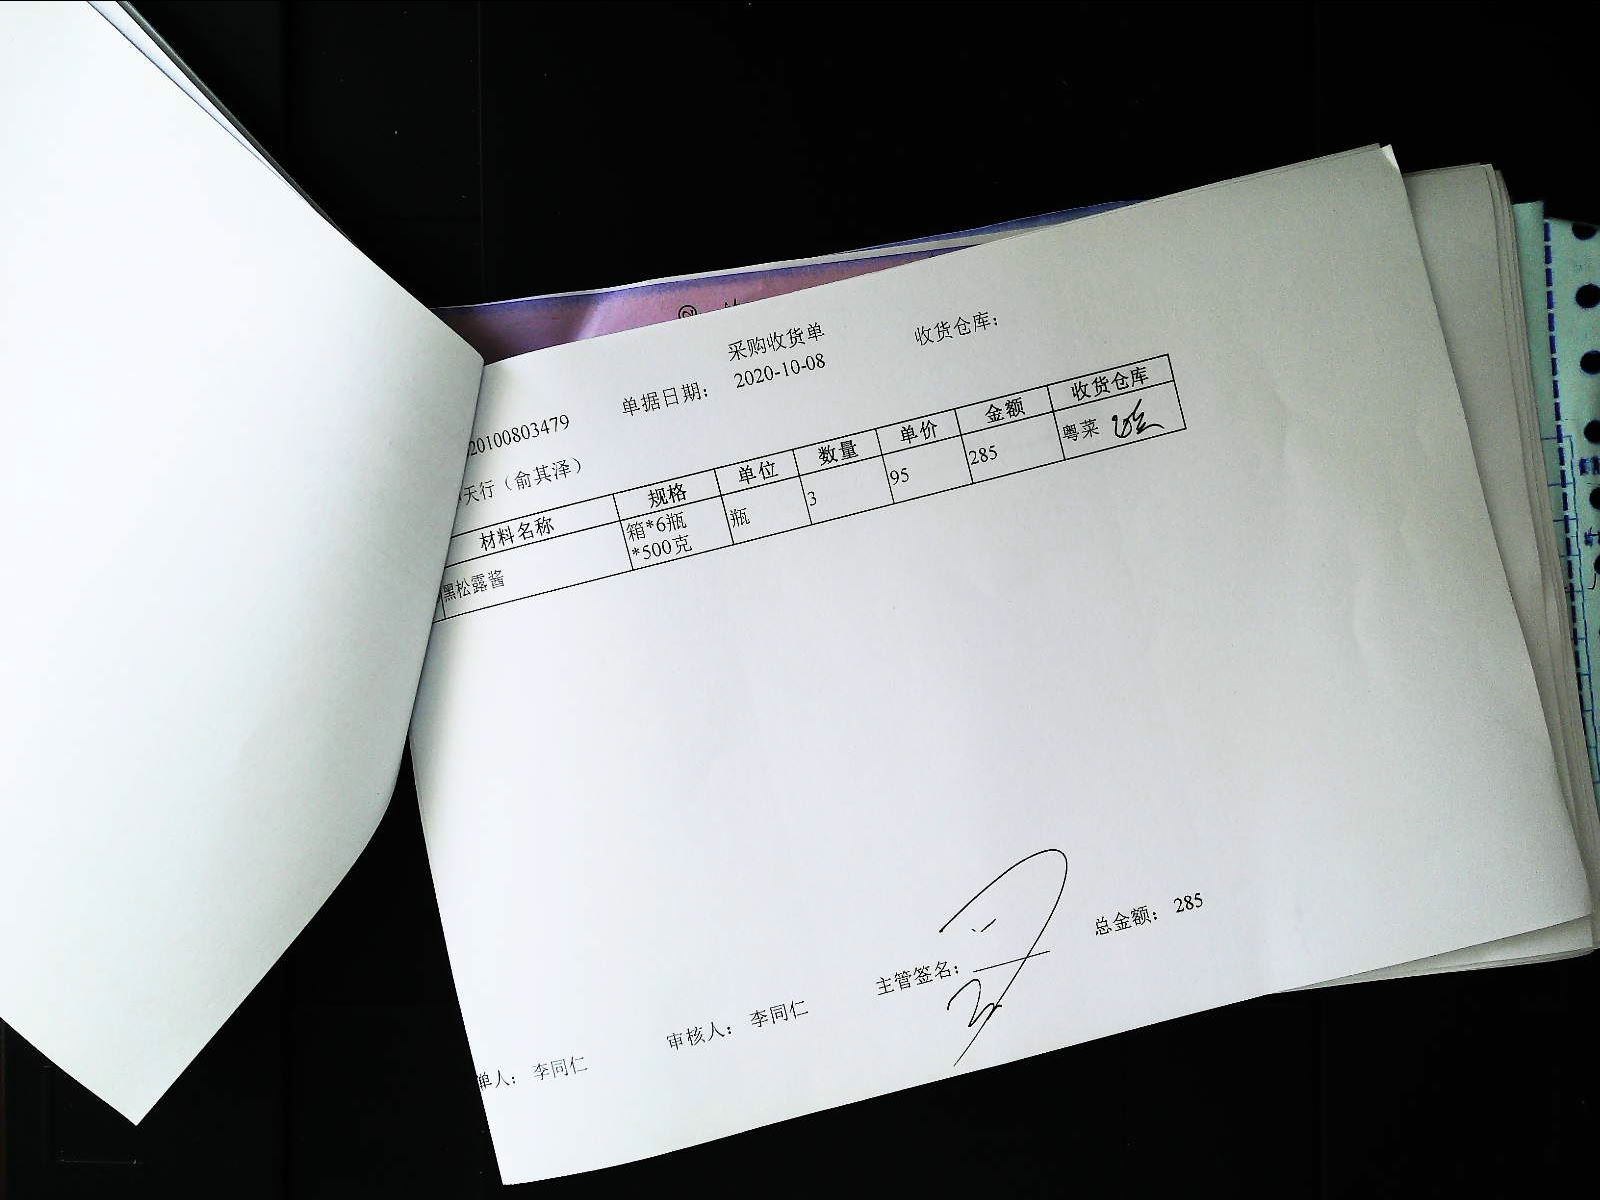 采购收货单
收货仓库：
20100803479 单据日期： 2020-10-08
天行（俞其泽）
材料名称 规格 单位 数量 单价 金额 收货仓库
黑松露酱 箱*6瓶 瓶 3 95 285 粤菜
*500克
单人： 李同仁 审核人： 李同仁 主管签名： 总金额： 285